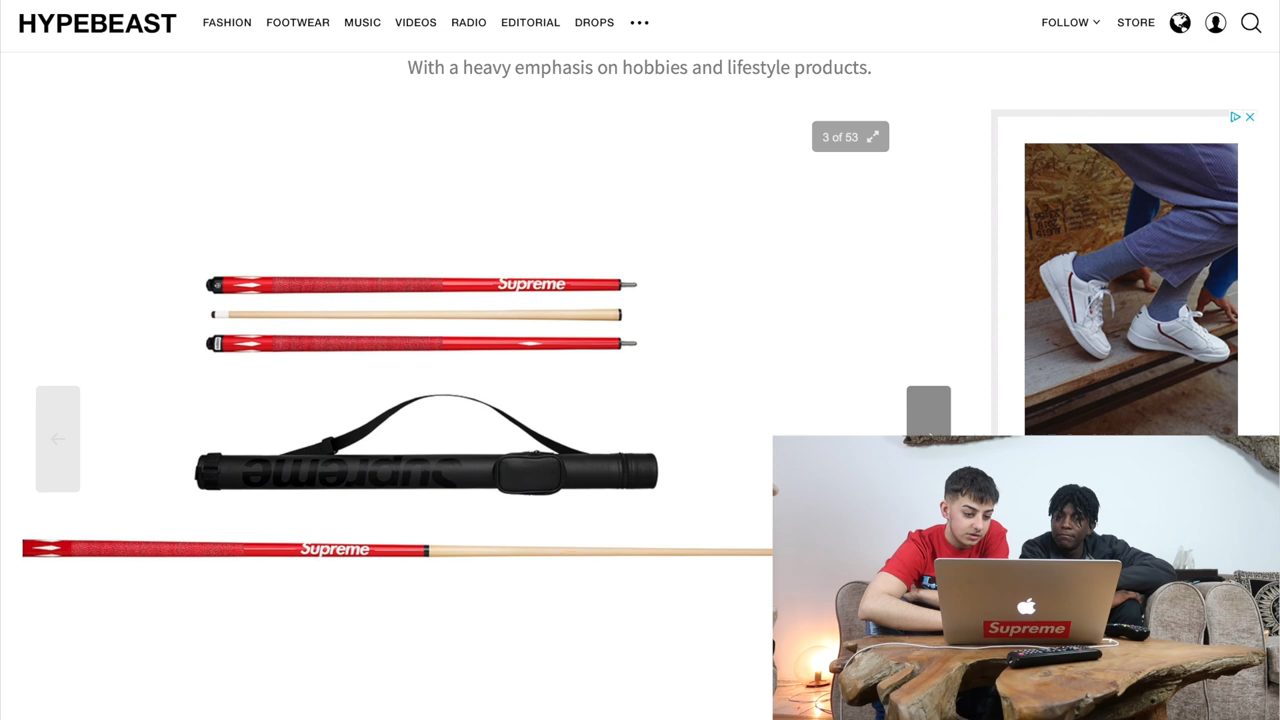 HYPEBEAST
FASHION FOOTWEAR MUSIC VIDEOS RADIO EDITORIAL DROPS
FOLLOW STORE
With a heavy emphasis on hobbies and lifestyle products.
3 of 53
Supreme
Supreme
Supreme
Supreme